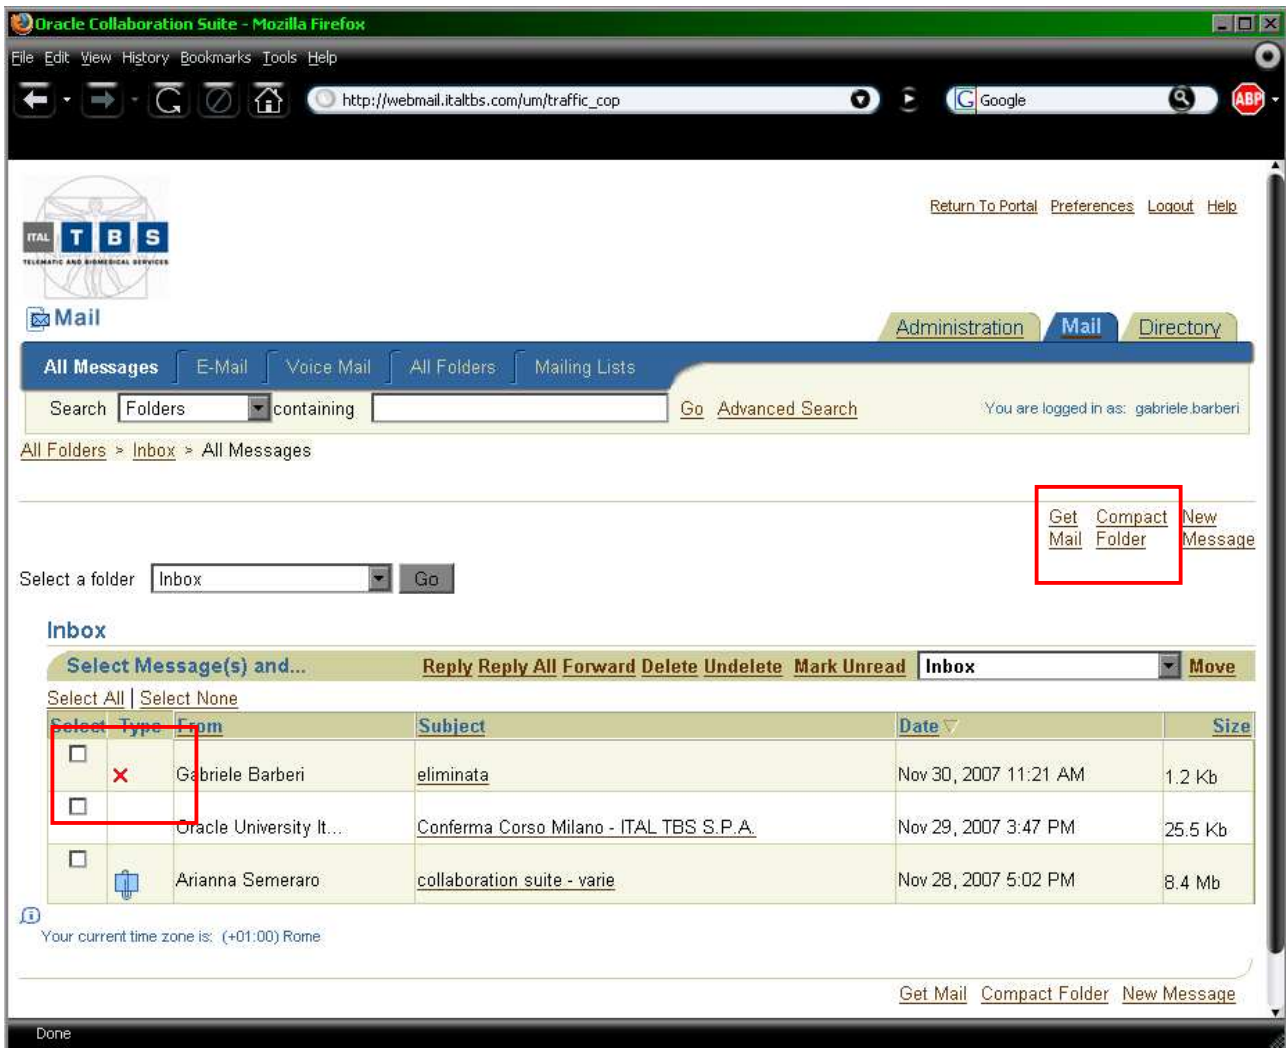 Oracle Collaboration Suite - Mozilla Firefox
File Edit View History Bookmarks Tools Help
http://webmail.italtbs.com/um/traffic_cop
G Google
ABP
Return To Portal Preferences Logout Help
ITAL T B S
TELEMATIC AND BIOMEDICAL SERVICES
Mail
Administration Mail Directory
All Messages E-Mail Voice Mail All Folders Mailing Lists
Search Folders containing Go Advanced Search You are logged in as: gabriele.barberi
All Folders > Inbox > All Messages
Get Mail Compact Folder New Message
Select a folder Inbox Go
Inbox
Select Message(s) and... Reply Reply All Forward Delete Undelete Mark Unread Inbox Move
Select All | Select None
Select Type From Subject Date Size
Gabriele Barberi eliminata Nov 30, 2007 11:21 AM 1.2 Kb
Oracle University It... Conferma Corso Milano - ITAL TBS S.P.A. Nov 29, 2007 3:47 PM 25.5 Kb
Arianna Semeraro collaboration suite - varie Nov 28, 2007 5:02 PM 8.4 Mb
Your current time zone is: (+01:00) Rome
Get Mail Compact Folder New Message
Done